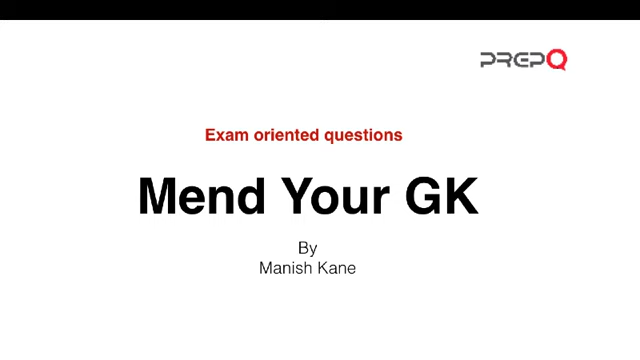 PREPQ
Exam oriented questions
Mend Your GK
By
Manish Kane